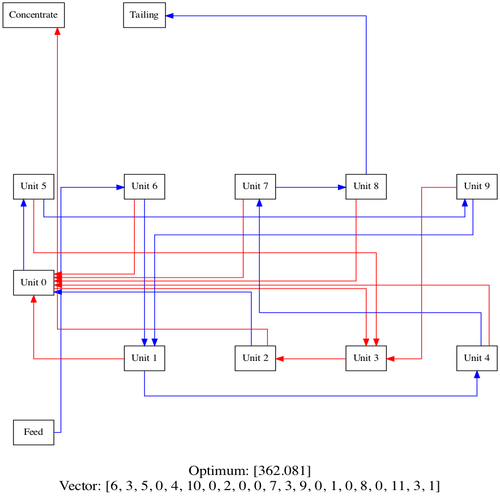 Concentrate
Tailing
Unit 5
Unit 6
Unit 7
Unit 8
Unit 9
Unit 0
Unit 1
Unit 2
Unit 3
Unit 4
Feed
Optimum: [362.081]
Vector: [6, 3, 5, 0, 4, 10, 0, 2, 0, 0, 7, 3, 9, 0, 1, 0, 8, 0, 11, 3, 1]